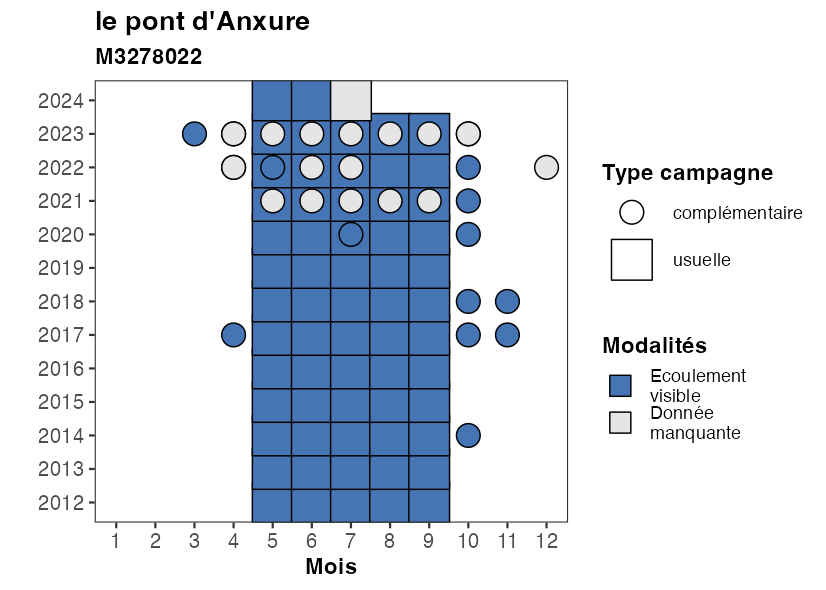 le pont d'Anxure
M3278022
2024
2023
2022
2021
2020
2019
2018
2017
2016
2015
2014
2013
2012
1 2 3 4 5 6 7 8 9 10 11 12
Mois
Type campagne
complémentaire
usuelle
Modalités
Ecoulement
visible
Donnée
manquante